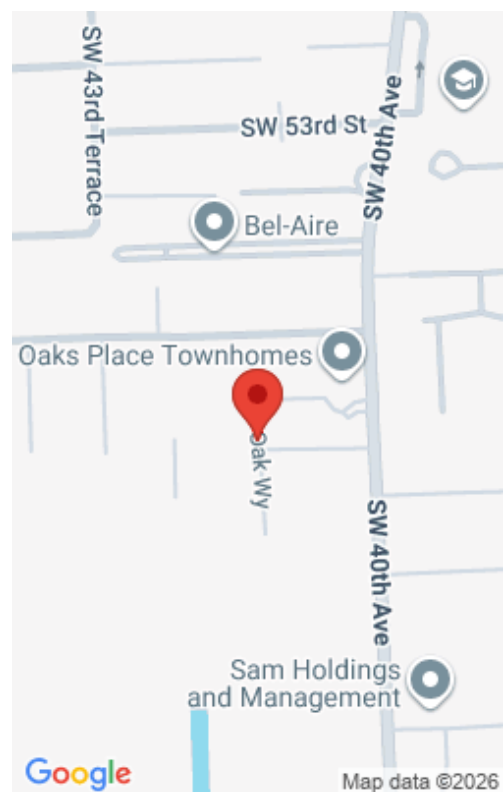 SW 43rd Terrace
SW 40th Ave
SW 53rd St
Bel-Aire
Oaks Place Townhomes
Oak Wy
SW 40th Ave
Sam Holdings
and Management
Google
Map data ©2026